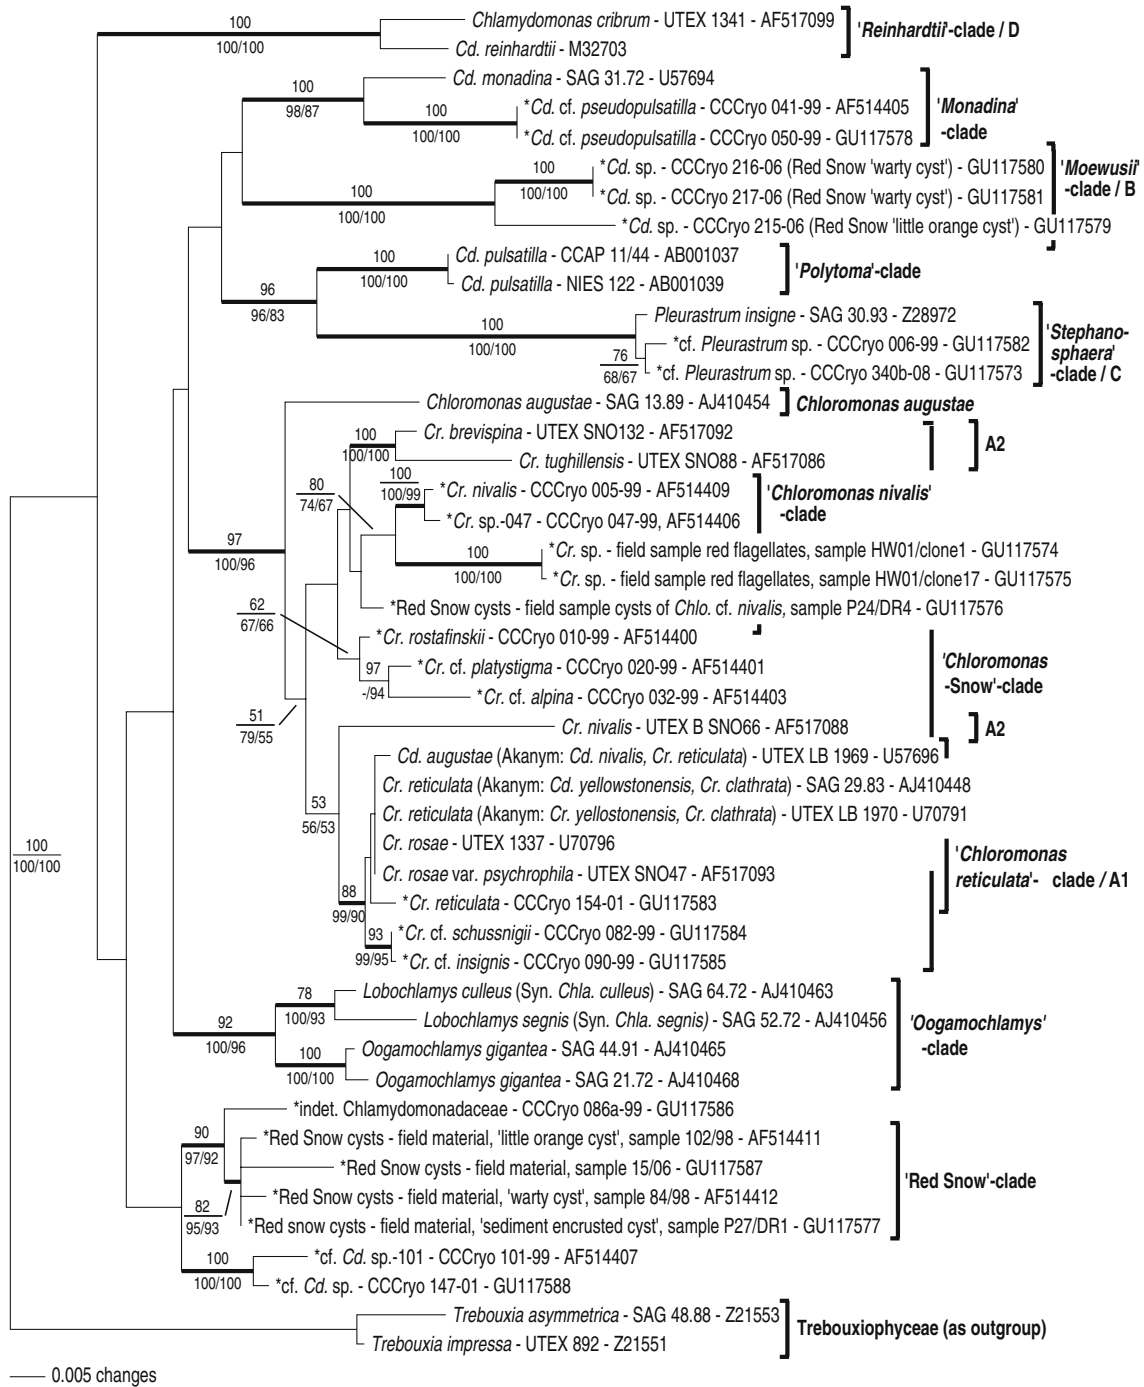 100
100/100
Chlamydomonas cribrum - UTEX 1341 - AF517099
Cd. reinhardtii - M32703
'Reinhardtii'-clade / D
100
98/87
Cd. monadina - SAG 31.72 - U57694
100
100/100
*Cd. cf. pseudopulsatilla - CCCryo 041-99 - AF514405
*Cd. cf. pseudopulsatilla - CCCryo 050-99 - GU117578
'Monadina'
-clade
100
100/100
100
100/100
*Cd. sp. - CCCryo 216-06 (Red Snow 'warty cyst') - GU117580
*Cd. sp. - CCCryo 217-06 (Red Snow 'warty cyst') - GU117581
*Cd. sp. - CCCryo 215-06 (Red Snow 'little orange cyst') - GU117579
'Moewusii'
-clade / B
96
96/83
100
100/100
Cd. pulsatilla - CCAP 11/44 - AB001037
Cd. pulsatilla - NIES 122 - AB001039
'Polytoma'-clade
100
100/100
Pleurastrum insigne - SAG 30.93 - Z28972
76
68/67
*cf. Pleurastrum sp. - CCCryo 006-99 - GU117582
*cf. Pleurastrum sp. - CCCryo 340b-08 - GU117573
'Stephano-
sphaera'
-clade / C
97
100/96
Chloromonas augustae - SAG 13.89 - AJ410454
Chloromonas augustae
100
100/100
Cr. brevispina - UTEX SNO132 - AF517092
Cr. tughillensis - UTEX SNO88 - AF517086
A2
80
74/67
100
100/99
*Cr. nivalis - CCCryo 005-99 - AF514409
*Cr. sp.-047 - CCCryo 047-99, AF514406
'Chloromonas nivalis'
-clade
100
100/100
*Cr. sp. - field sample red flagellates, sample HW01/clone1 - GU117574
*Cr. sp. - field sample red flagellates, sample HW01/clone17 - GU117575
*Red Snow cysts - field sample cysts of Chlo. cf. nivalis, sample P24/DR4 - GU117576
62
67/66
*Cr. rostafinskii - CCCryo 010-99 - AF514400
97
-/94
*Cr. cf. platystigma - CCCryo 020-99 - AF514401
*Cr. cf. alpina - CCCryo 032-99 - AF514403
'Chloromonas
-Snow'-clade
51
79/55
Cr. nivalis - UTEX B SNO66 - AF517088
A2
53
56/53
Cd. augustae (Akanym: Cd. nivalis, Cr. reticulata) - UTEX LB 1969 - U57696
Cr. reticulata (Akanym: Cd. yellowstonensis, Cr. clathrata) - SAG 29.83 - AJ410448
Cr. reticulata (Akanym: Cr. yellostonensis, Cr. clathrata) - UTEX LB 1970 - U70791
Cr. rosae - UTEX 1337 - U70796
Cr. rosae var. psychrophila - UTEX SNO47 - AF517093
88
99/90
*Cr. reticulata - CCCryo 154-01 - GU117583
93
99/95
*Cr. cf. schussnigii - CCCryo 082-99 - GU117584
*Cr. cf. insignis - CCCryo 090-99 - GU117585
'Chloromonas
reticulata'- clade / A1
100
100/100
92
100/96
78
100/93
Lobochlamys culleus (Syn. Chla. culleus) - SAG 64.72 - AJ410463
Lobochlamys segnis (Syn. Chla. segnis) - SAG 52.72 - AJ410456
100
100/100
Oogamochlamys gigantea - SAG 44.91 - AJ410465
Oogamochlamys gigantea - SAG 21.72 - AJ410468
'Oogamochlamys'
-clade
90
97/92
*indet. Chlamydomonadaceae - CCCryo 086a-99 - GU117586
82
95/93
*Red Snow cysts - field material, 'little orange cyst', sample 102/98 - AF514411
*Red Snow cysts - field material, sample 15/06 - GU117587
*Red Snow cysts - field material, 'warty cyst', sample 84/98 - AF514412
*Red snow cysts - field material, 'sediment encrusted cyst', sample P27/DR1 - GU117577
'Red Snow'-clade
100
100/100
*cf. Cd. sp.-101 - CCCryo 101-99 - AF514407
*cf. Cd. sp. - CCCryo 147-01 - GU117588
Trebouxia asymmetrica - SAG 48.88 - Z21553
Trebouxia impressa - UTEX 892 - Z21551
Trebouxiophyceae (as outgroup)
0.005 changes